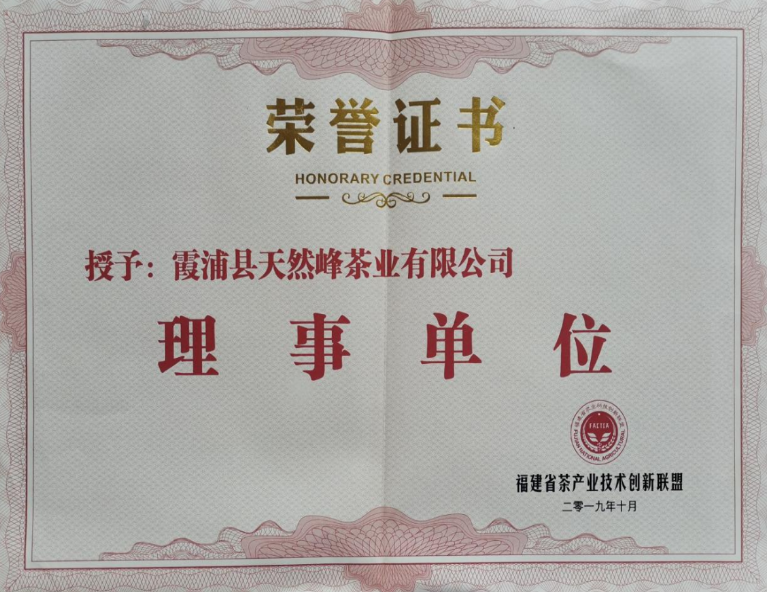 荣誉证书
HONORARY CREDENTIAL
授予：霞浦县天然峰茶业有限公司
理事单位
FACTIA
福建省茶产业技术创新联盟
二零一九年十月